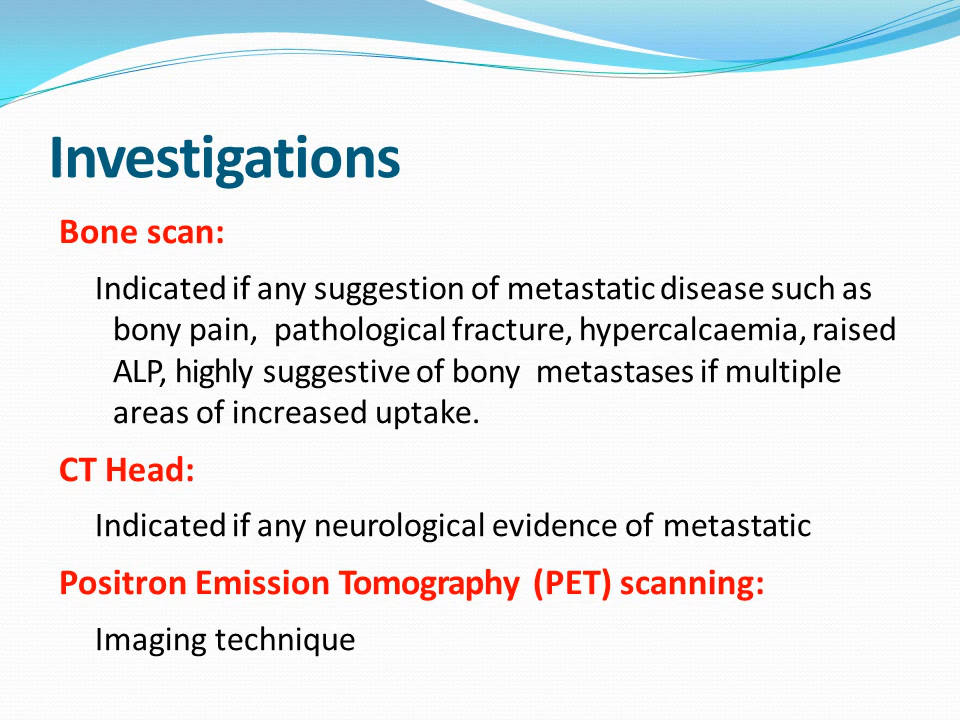 Investigations
Bone scan:
Indicated if any suggestion of metastatic disease such as
bony pain, pathological fracture, hypercalcaemia, raised
ALP, highly suggestive of bony metastases if multiple
areas of increased uptake.
CT Head:
Indicated if any neurological evidence of metastatic
Positron Emission Tomography (PET) scanning:
Imaging technique